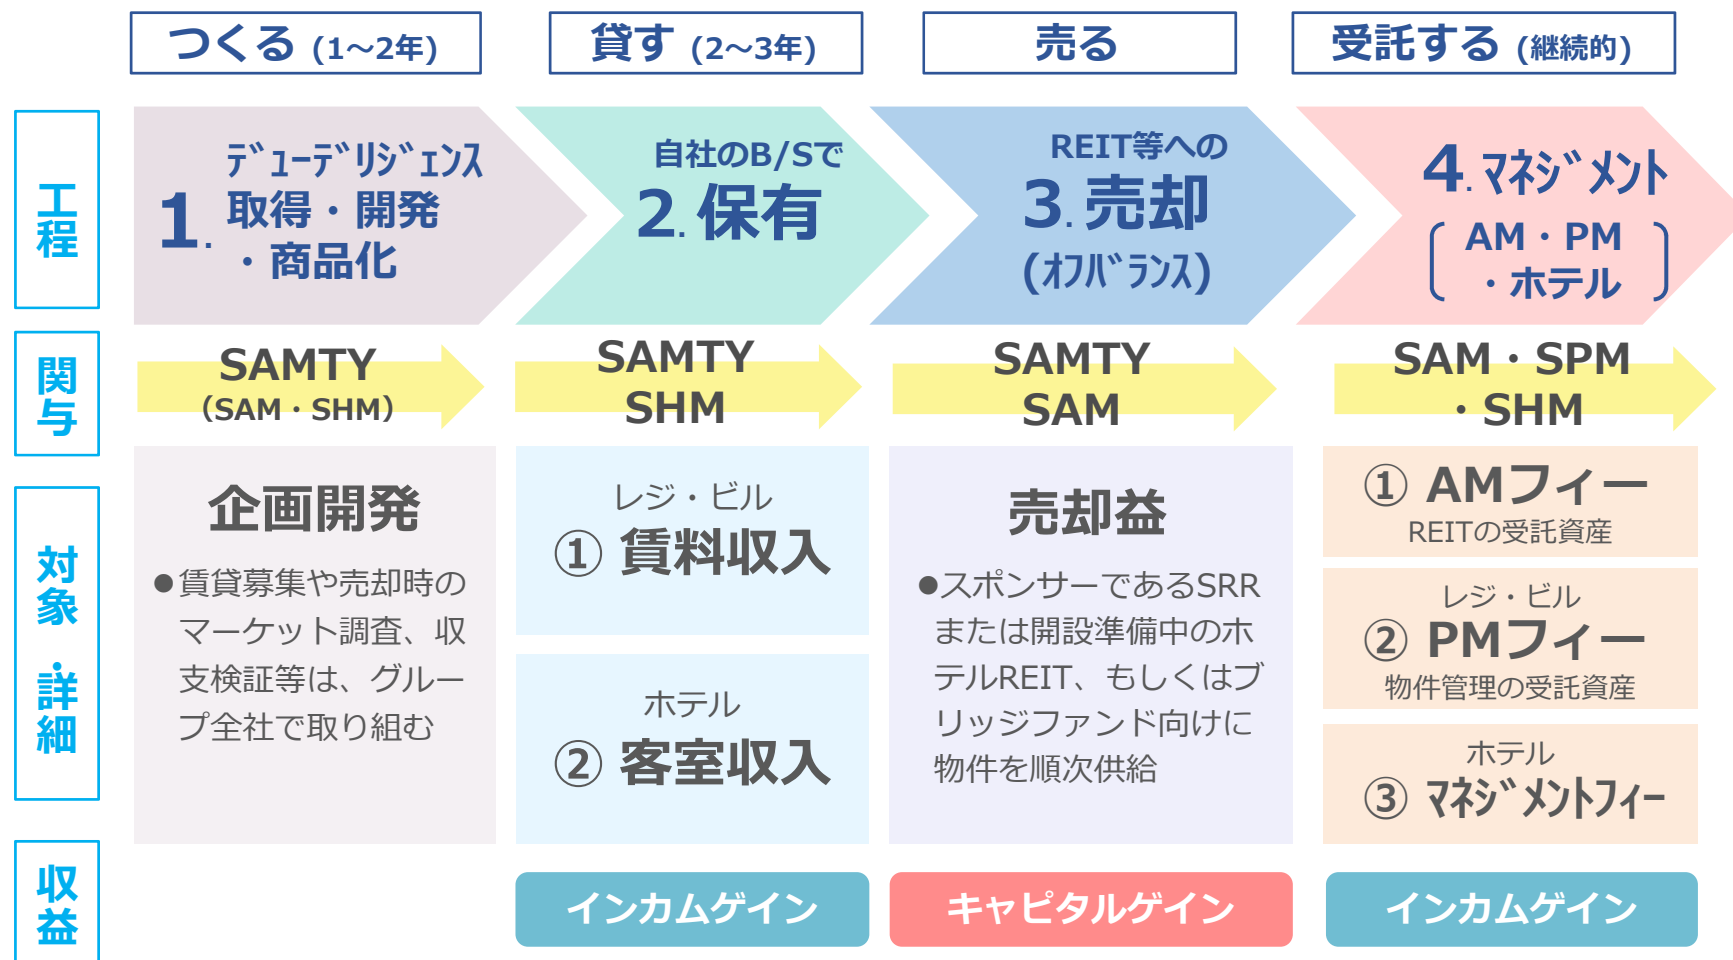 つくる (1～2年)
貸す (2～3年)
売る
受託する (継続的)
工程
1.
ﾃﾞｭｰﾃﾞﾘｼﾞｪﾝｽ
取得・開発
・商品化
自社のB/Sで
2.保有
REIT等への
3.売却
(ｵﾌﾊﾞﾗﾝｽ)
4.ﾏﾈｼﾞﾒﾝﾄ
AM・PM
・ホテル
関与
SAMTY
（SAM・SHM）
SAMTY
SHM
SAMTY
SAM
SAM・SPM
・SHM
対象・詳細
企画開発
●賃貸募集や売却時の
マーケット調査、収
支検証等は、グルー
プ全社で取り組む
レジ・ビル
① 賃料収入
ホテル
② 客室収入
売却益
●スポンサーであるSRR
または開設準備中のホ
テルREIT、もしくはブ
リッジファンド向けに
物件を順次供給
① AMフィー
REITの受託資産
レジ・ビル
② PMフィー
物件管理の受託資産
ホテル
③ ﾏﾈｼﾞﾒﾝﾄﾌｨｰ
収益
インカムゲイン
キャピタルゲイン
インカムゲイン